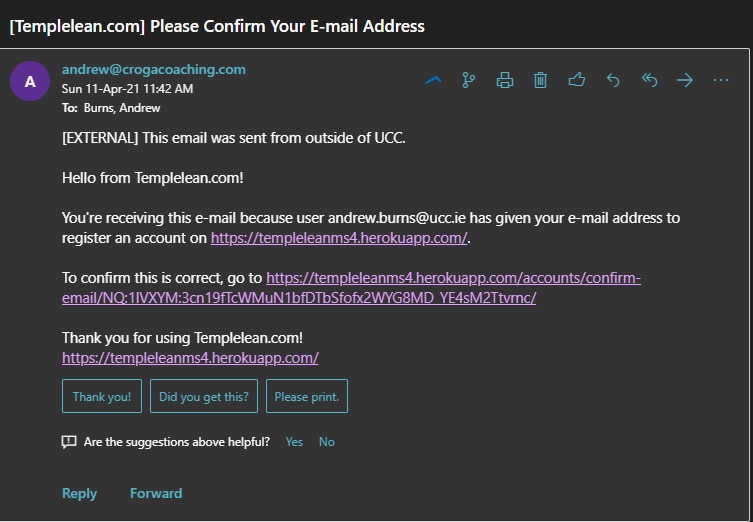 [Templelean.com] Please Confirm Your E-mail Address
A
andrew@crogacoaching.com
Sun 11-Apr-21 11:42 AM
To: Burns, Andrew
[EXTERNAL] This email was sent from outside of UCC.
Hello from Templelean.com!
You're receiving this e-mail because user andrew.burns@ucc.ie has given your e-mail address to
register an account on https://templeleanms4.herokuapp.com/.
To confirm this is correct, go to https://templeleanms4.herokuapp.com/accounts/confirm-
email/NQ:1lVXYM:3cn19fTcWMuN1bfDTbSfofx2WYG8MD_YE4sM2Ttvrnc/
Thank you for using Templelean.com!
https://templeleanms4.herokuapp.com/
Thank you!
Did you get this?
Please print.
Are the suggestions above helpful? Yes No
Reply Forward